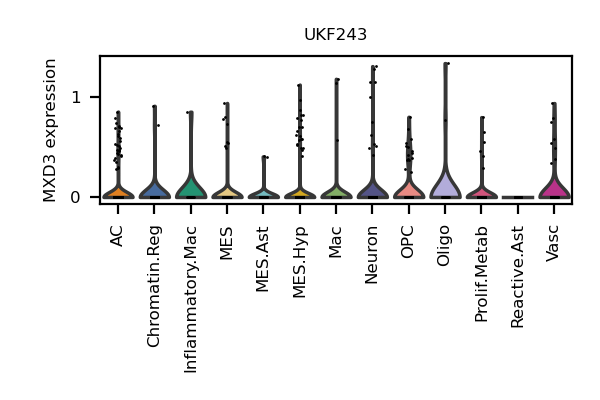 UKF243
MXD3 expression
1
0
AC
Chromatin.Reg
Inflammatory.Mac
MES
MES.Ast
MES.Hyp
Mac
Neuron
OPC
Oligo
Prolif.Metab
Reactive.Ast
Vasc